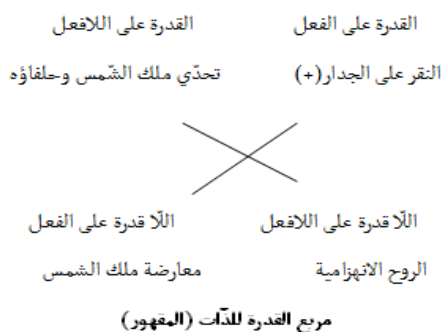 القدرة على الفعل القدرة على اللافعل
النقر على الجدار(+) تحدّي ملك الشّمس وحلفاؤه
اللّا قدرة على اللافعل اللّا قدرة على الفعل
الروح الانهزامية معارضة ملك الشمس
مربع القدرة للذّات (المقهور)